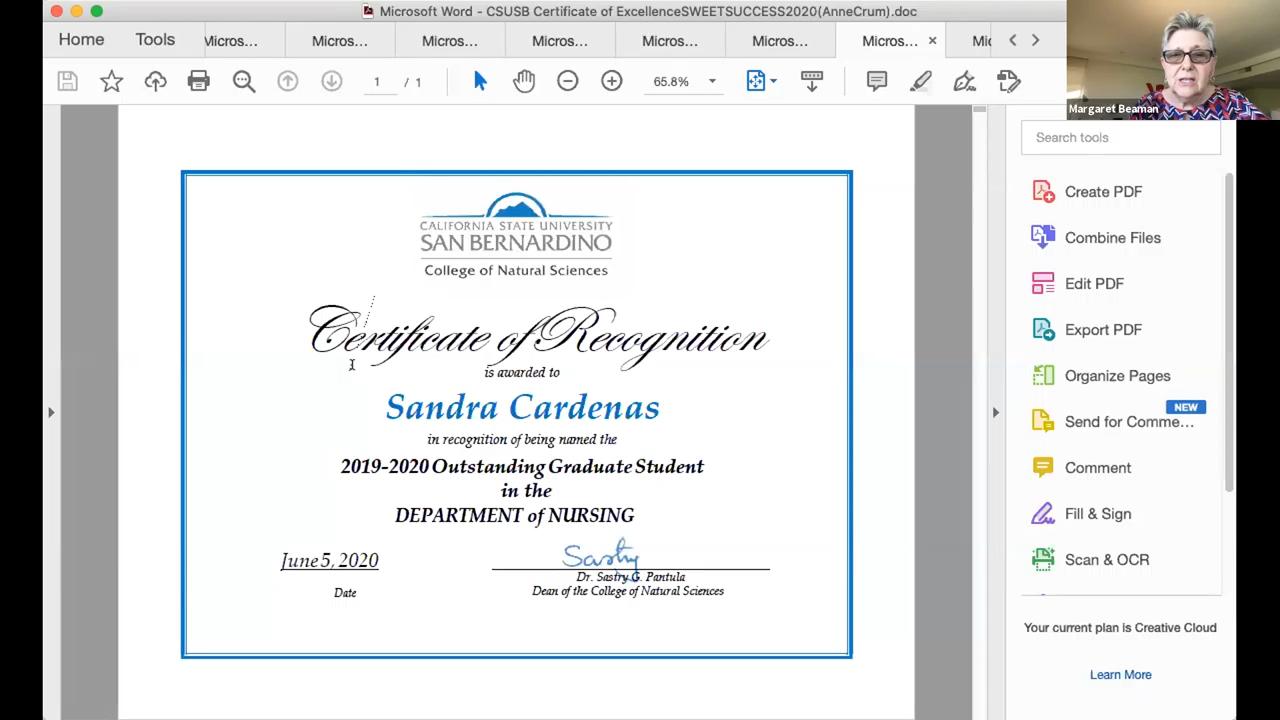 Microsoft Word - CSUSB Certificate of ExcellenceSWEETSUCCESS2020(AnneCrum).doc
Home Tools Micros... Micros... Micros... Micros... Micros... Micros... Micros... × Mic
1 / 1 65.8%
Margaret Beaman
Search tools
Create PDF
Combine Files
Edit PDF
Export PDF
Organize Pages
NEW
Send for Comme...
Comment
Fill & Sign
Scan & OCR
Your current plan is Creative Cloud
Learn More
CALIFORNIA STATE UNIVERSITY
SAN BERNARDINO
College of Natural Sciences
Certificate of Recognition
is awarded to
Sandra Cardenas
in recognition of being named the
2019-2020 Outstanding Graduate Student
in the
DEPARTMENT of NURSING
June 5, 2020
Sastry
Date
Dr. Sastry G. Pantula
Dean of the College of Natural Sciences